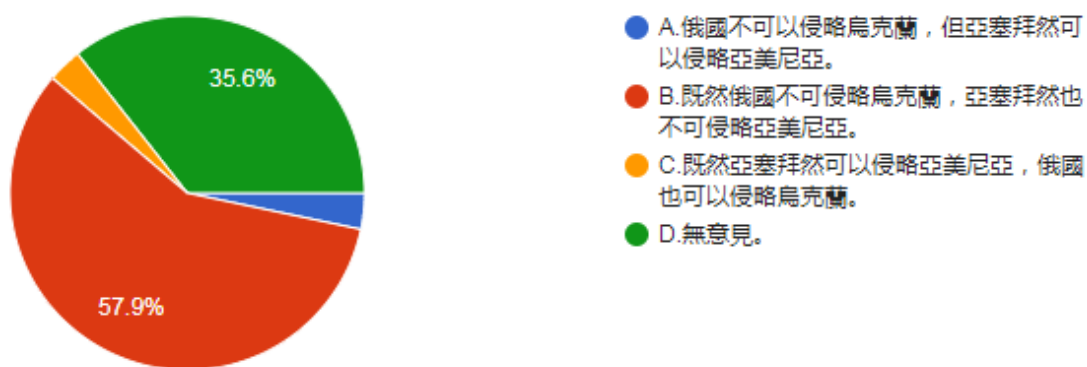 35.6%
57.9%
A.俄國不可以侵略烏克蘭，但亞塞拜然可
以侵略亞美尼亞。
B.既然俄國不可侵略烏克蘭，亞塞拜然也
不可侵略亞美尼亞。
C.既然亞塞拜然可以侵略亞美尼亞，俄國
也可以侵略烏克蘭。
D.無意見。